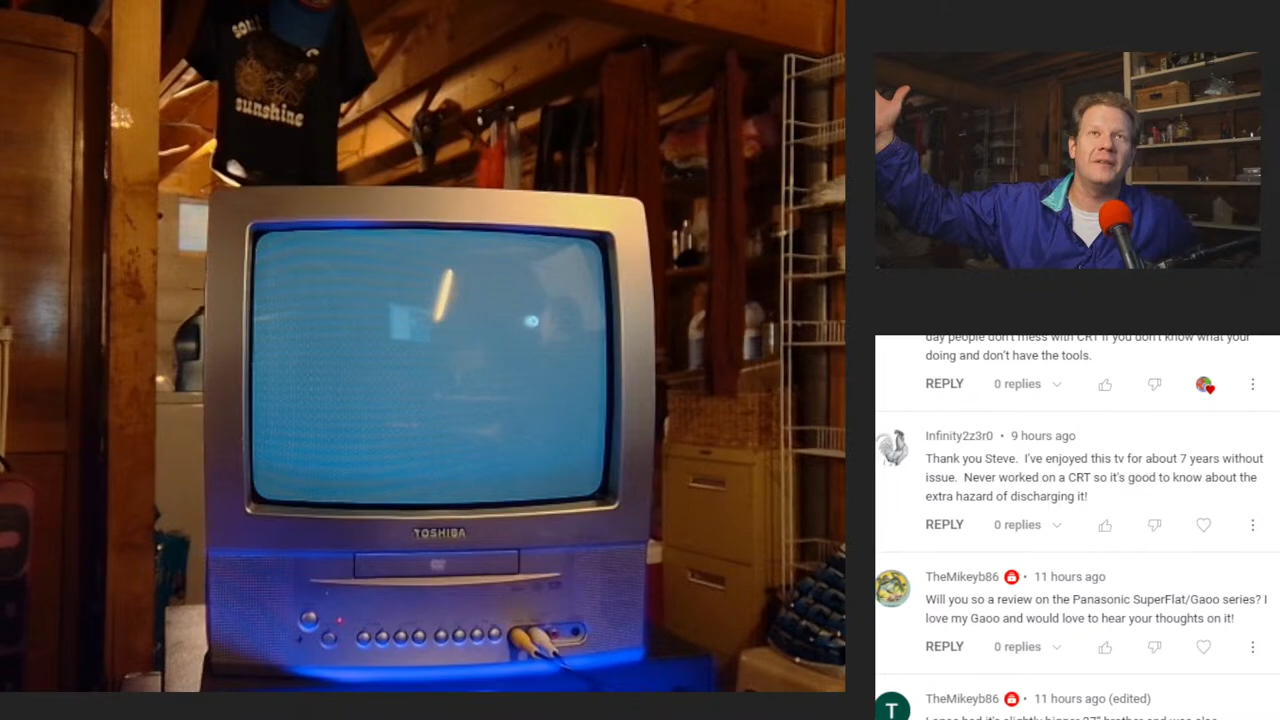 soul
sunshine
TOSHIBA
day people don't mess with CRT if you don't know what your
doing and don't have the tools.
REPLY 0 replies
Infinity2z3r0 • 9 hours ago
Thank you Steve. I've enjoyed this tv for about 7 years without
issue. Never worked on a CRT so it's good to know about the
extra hazard of discharging it!
REPLY 0 replies
TheMikeyb86 • 11 hours ago
Will you so a review on the Panasonic SuperFlat/Gaoo series? I
love my Gaoo and would love to hear your thoughts on it!
REPLY 0 replies
TheMikeyb86 • 11 hours ago (edited)
T